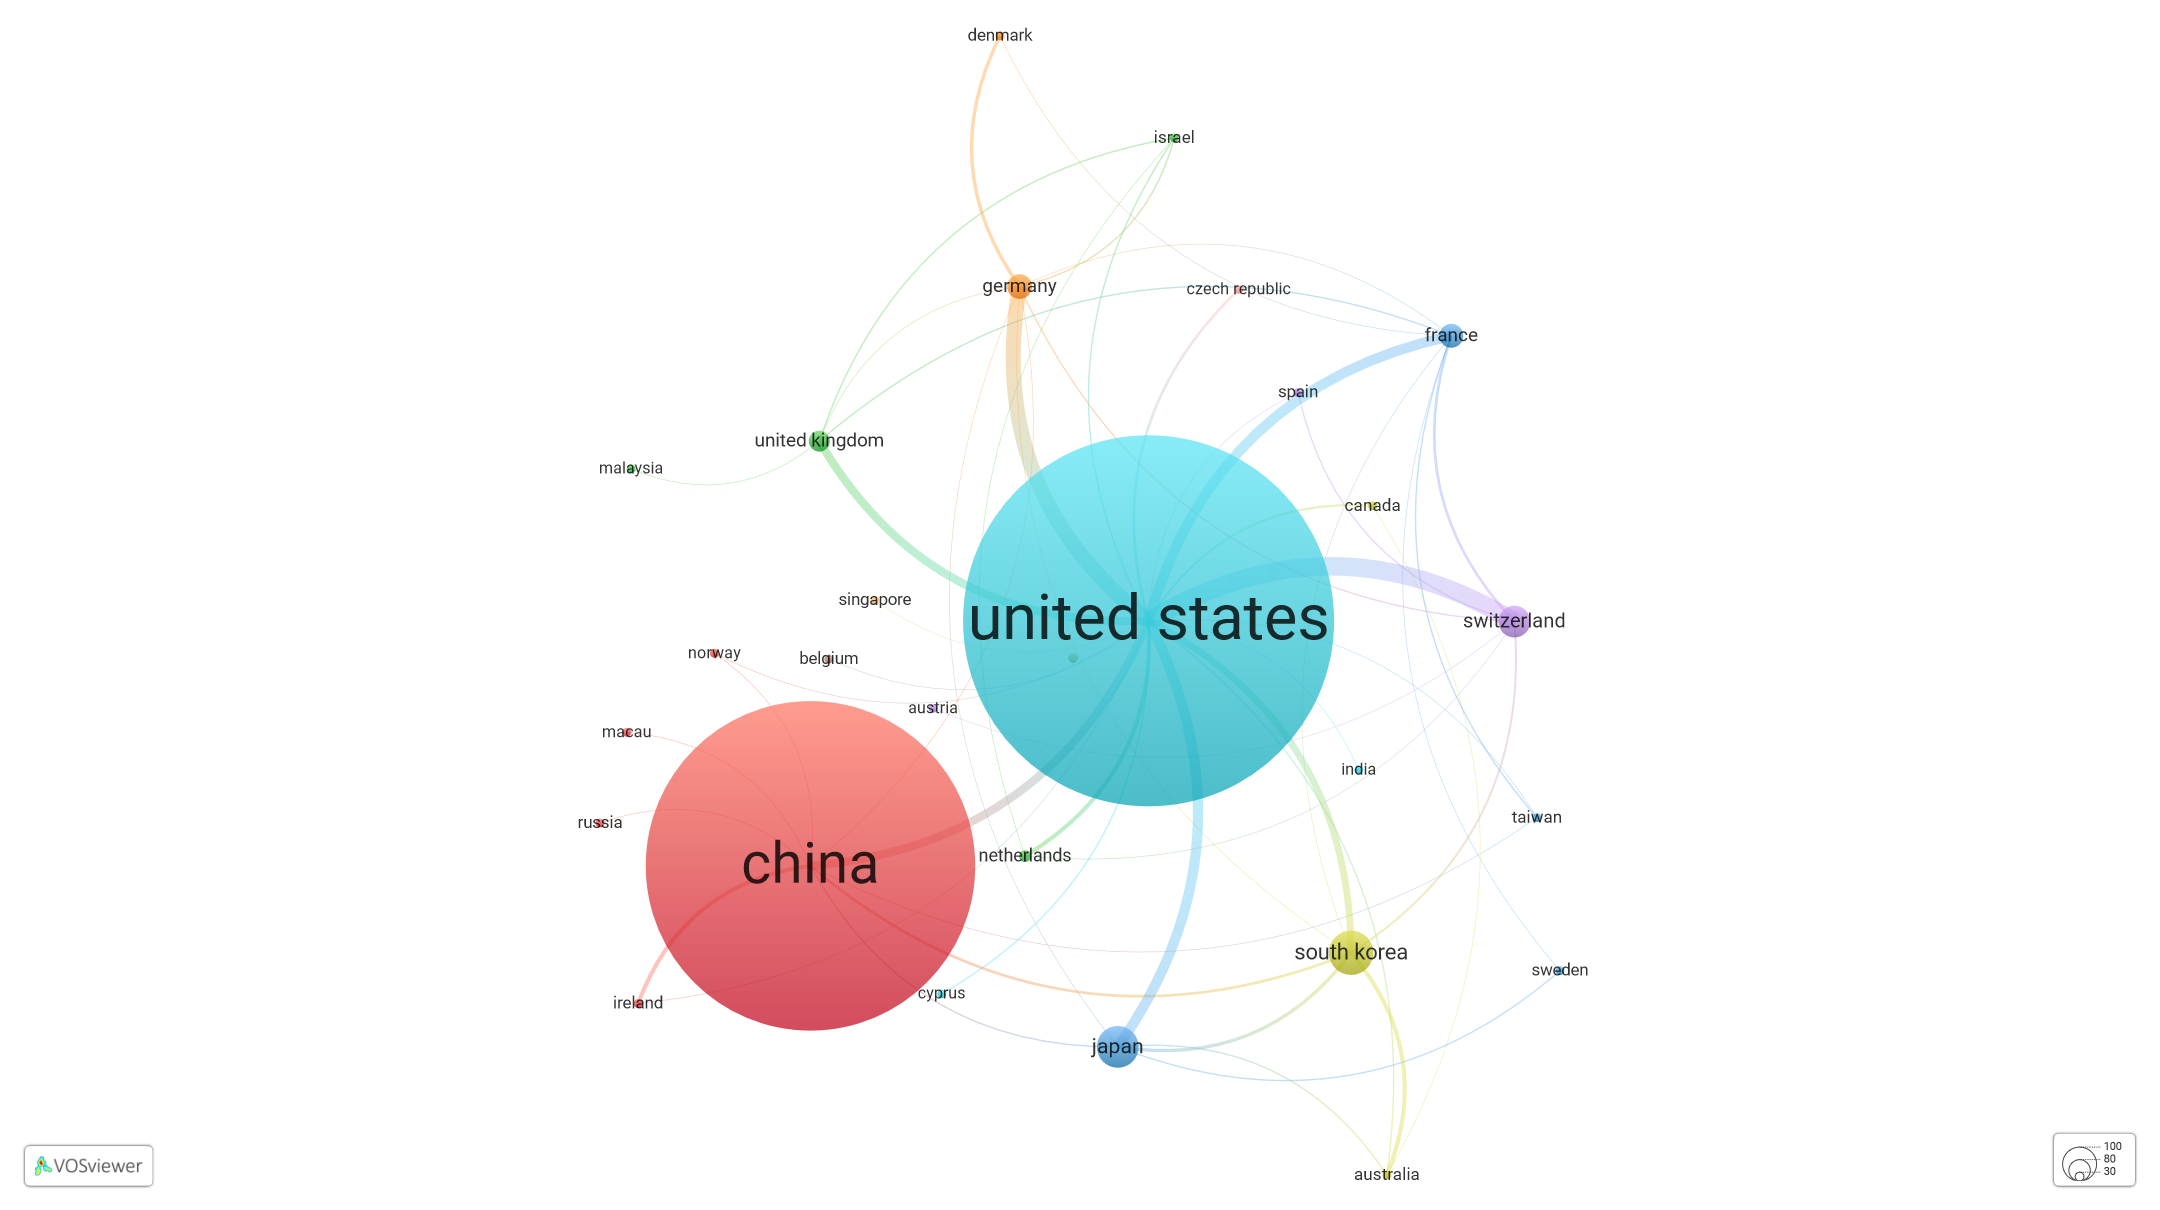 denmark
israel
germany
czech republic
france
spain
united kingdom
malaysia
canada
singapore
united states
switzerland
norway
belgium
austria
macau
india
russia
taiwan
china
netherlands
south korea
sweden
cyprus
ireland
japan
australia
VOSviewer
100
80
30